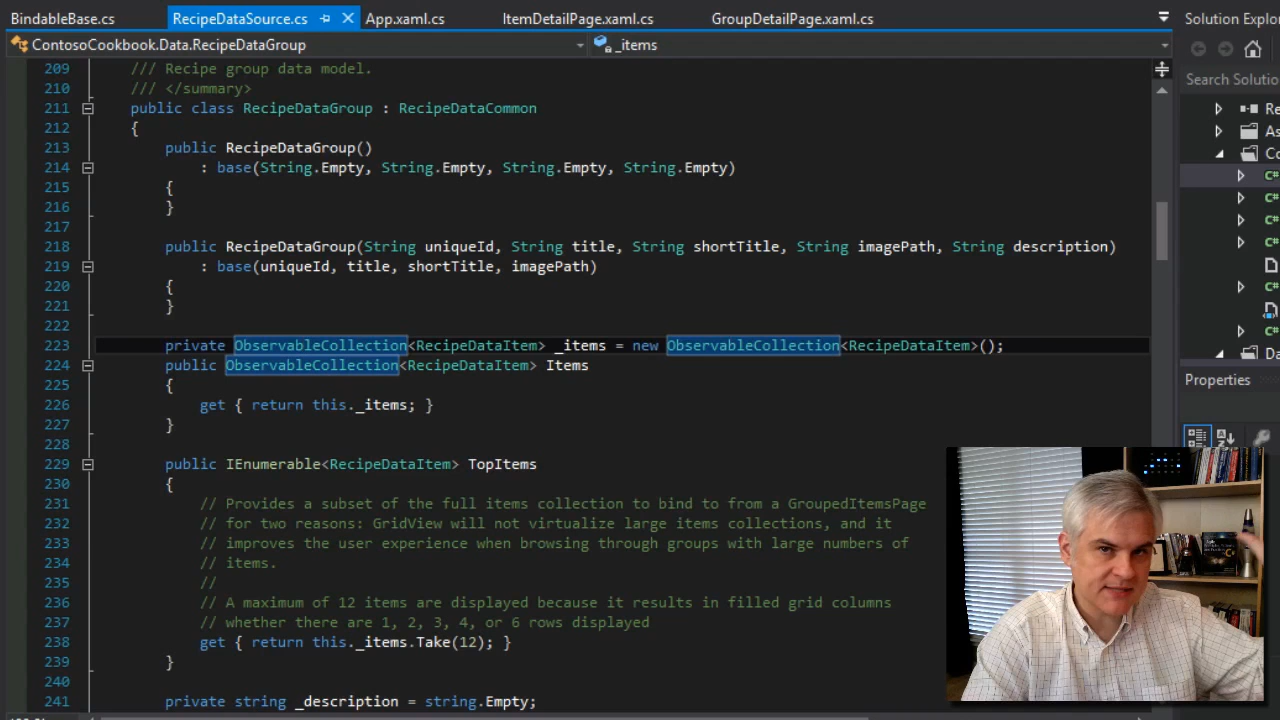 BindableBase.cs
RecipeDataSource.cs
App.xaml.cs
ItemDetailPage.xaml.cs
GroupDetailPage.xaml.cs
Solution Explo
ContosoCookbook.Data.RecipeDataGroup
_items
Search Solutio
209 /// Recipe group data model.
210 /// </summary>
211 public class RecipeDataGroup : RecipeDataCommon
212 {
213 public RecipeDataGroup()
214 : base(String.Empty, String.Empty, String.Empty, String.Empty)
215 {
216 }
217
218 public RecipeDataGroup(String uniqueId, String title, String shortTitle, String imagePath, String description)
219 : base(uniqueId, title, shortTitle, imagePath)
220 {
221 }
222
223 private ObservableCollection<RecipeDataItem> _items = new ObservableCollection<RecipeDataItem>();
224 public ObservableCollection<RecipeDataItem> Items
225 {
226 get { return this._items; }
227 }
228
229 public IEnumerable<RecipeDataItem> TopItems
230 {
231 // Provides a subset of the full items collection to bind to from a GroupedItemsPage
232 // for two reasons: GridView will not virtualize large items collections, and it
233 // improves the user experience when browsing through groups with large numbers of
234 // items.
235 //
236 // A maximum of 12 items are displayed because it results in filled grid columns
237 // whether there are 1, 2, 3, 4, or 6 rows displayed
238 get { return this._items.Take(12); }
239 }
240
241 private string _description = string.Empty;
Re
As
Co
C#
C#
C#
C#
C#
C#
Da
Properties